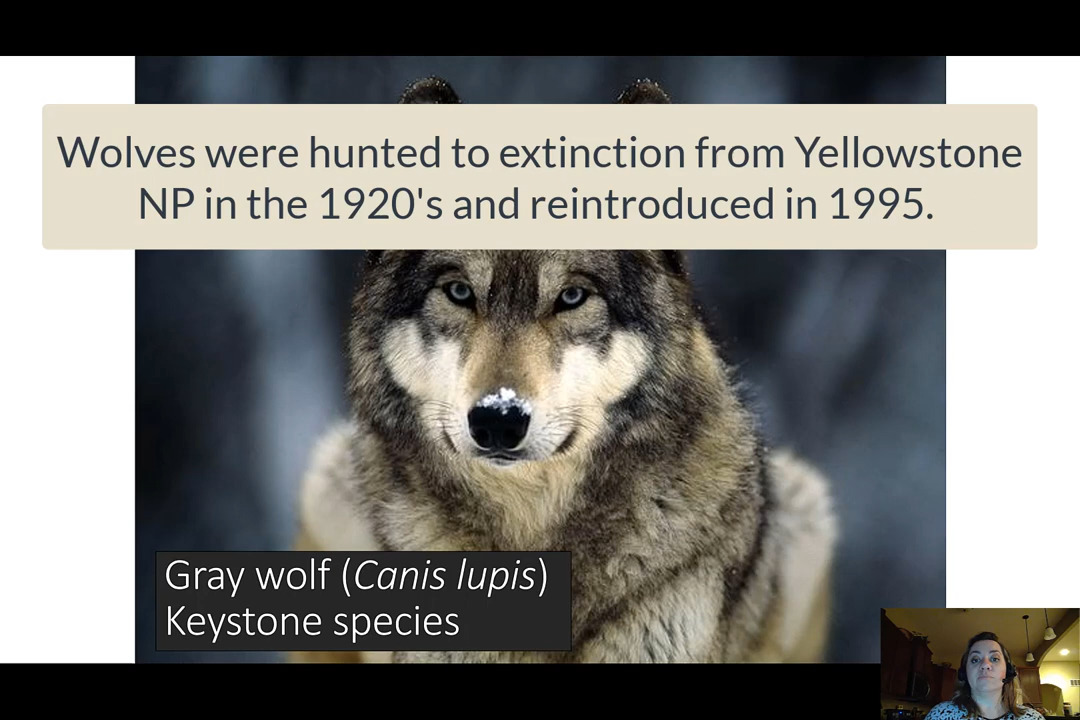 Wolves were hunted to extinction from Yellowstone
NP in the 1920's and reintroduced in 1995.
Gray wolf (Canis lupis)
Keystone species